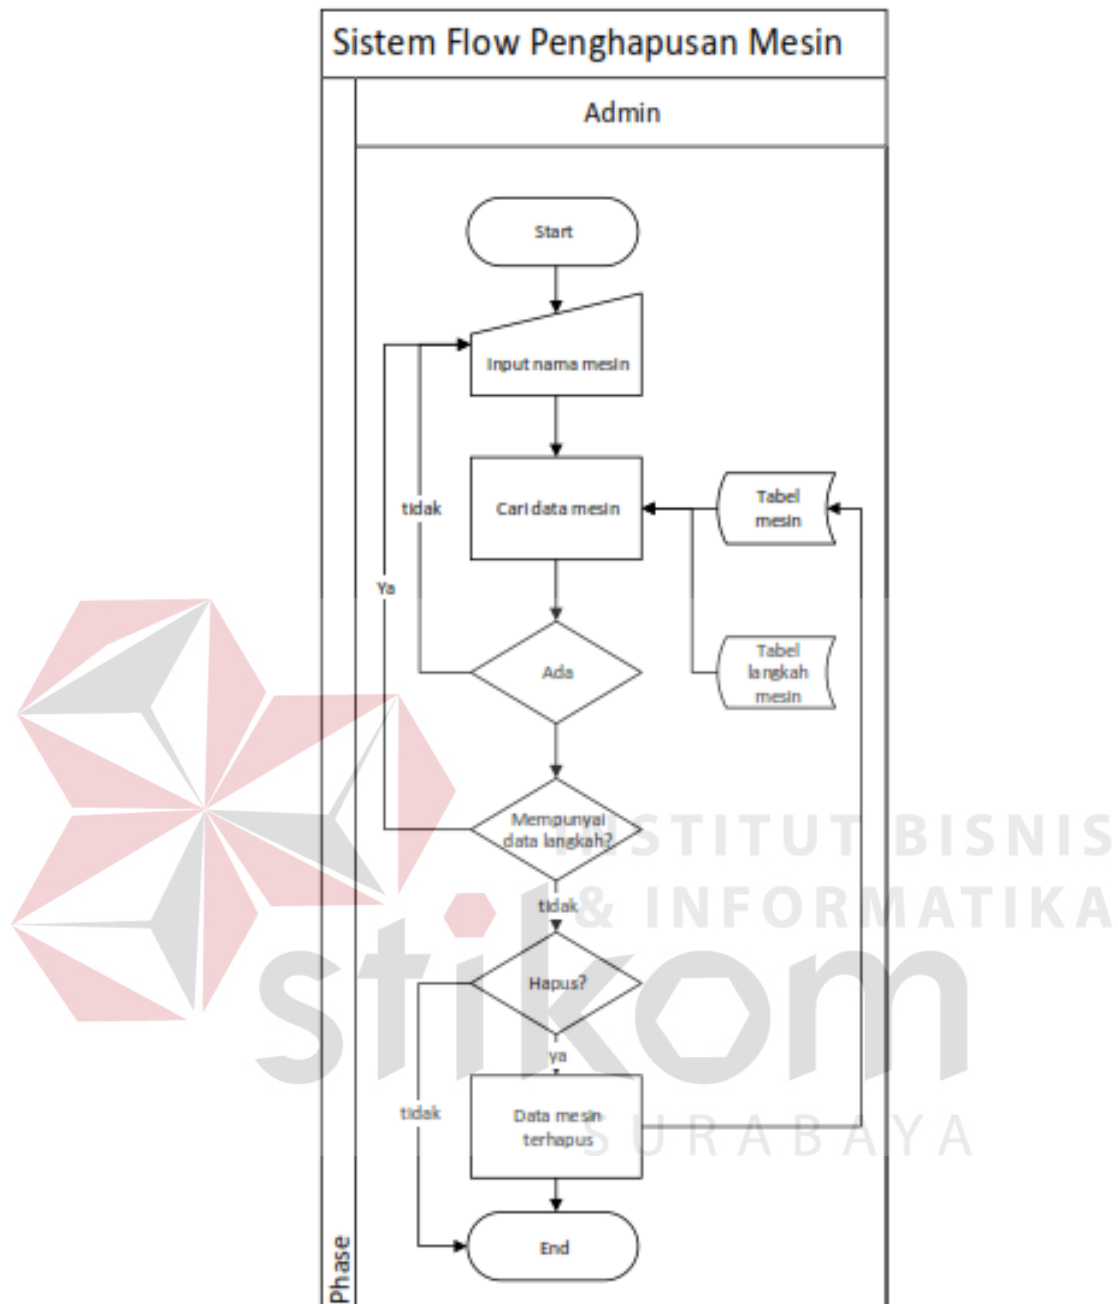 Sistem Flow Penghapusan Mesin
Admin
Start
Input nama mesin
Cari data mesin
Tabel
mesin
tidak
Ya
Ada
Tabel
langkah
mesin
Mempunyai
data langkah?
tidak
Hapus?
ya
tidak
Data mesin
terhapus
End
Phase
INSTITUT BISNIS
& INFORMATIKA
stikom
SURABAYA